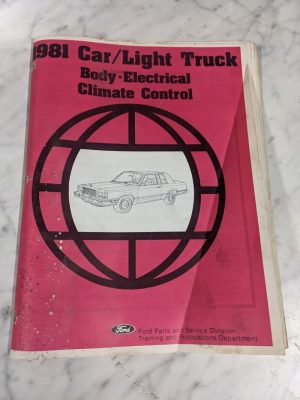 1981 Car/Light Truck
Body·Electrical
Climate Control
Ford
Ford Parts and Service Division
Training and Publications Department